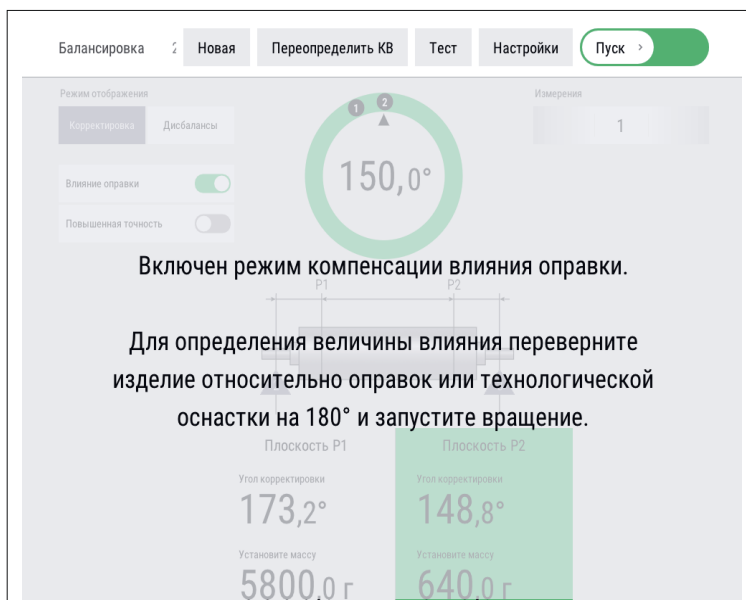 Балансировка
Новая
Переопределить КВ
Тест
Настройки
Пуск
Режим отображения
Корректировка
Дисбалансы
Измерения
1
1
2
150,0°
Влияние оправки
Повышенная точность
Включен режим компенсации влияния оправки.
P1
P2
Для определения величины влияния переверните
изделие относительно оправок или технологической
оснастки на 180° и запустите вращение.
Плоскость P1
Плоскость P2
Угол корректировки
Угол корректировки
173,2°
148,8°
Установите массу
Установите массу
5800,0 г
640,0 г